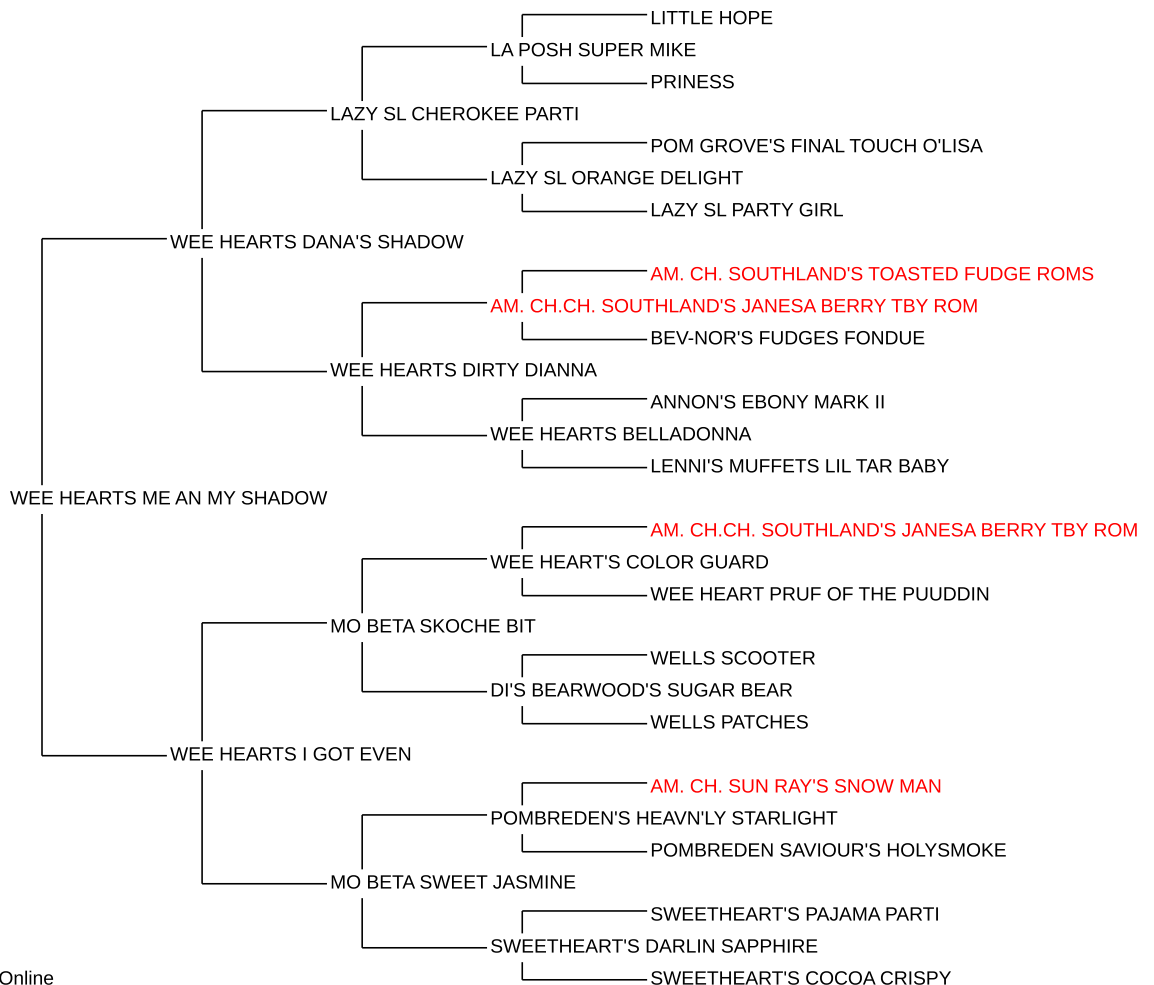 LITTLE HOPE
LA POSH SUPER MIKE
PRINESS
LAZY SL CHEROKEE PARTI
POM GROVE'S FINAL TOUCH O'LISA
LAZY SL ORANGE DELIGHT
LAZY SL PARTY GIRL
WEE HEARTS DANA'S SHADOW
AM. CH. SOUTHLAND'S TOASTED FUDGE ROMS
AM. CH.CH. SOUTHLAND'S JANESA BERRY TBY ROM
BEV-NOR'S FUDGES FONDUE
WEE HEARTS DIRTY DIANNA
ANNON'S EBONY MARK II
WEE HEARTS BELLADONNA
LENNI'S MUFFETS LIL TAR BABY
WEE HEARTS ME AN MY SHADOW
AM. CH.CH. SOUTHLAND'S JANESA BERRY TBY ROM
WEE HEART'S COLOR GUARD
WEE HEART PRUF OF THE PUUDDIN
MO BETA SKOCHE BIT
WELLS SCOOTER
DI'S BEARWOOD'S SUGAR BEAR
WELLS PATCHES
WEE HEARTS I GOT EVEN
AM. CH. SUN RAY'S SNOW MAN
POMBREDEN'S HEAVN'LY STARLIGHT
POMBREDEN SAVIOUR'S HOLYSMOKE
MO BETA SWEET JASMINE
SWEETHEART'S PAJAMA PARTI
SWEETHEART'S DARLIN SAPPHIRE
SWEETHEART'S COCOA CRISPY
Online